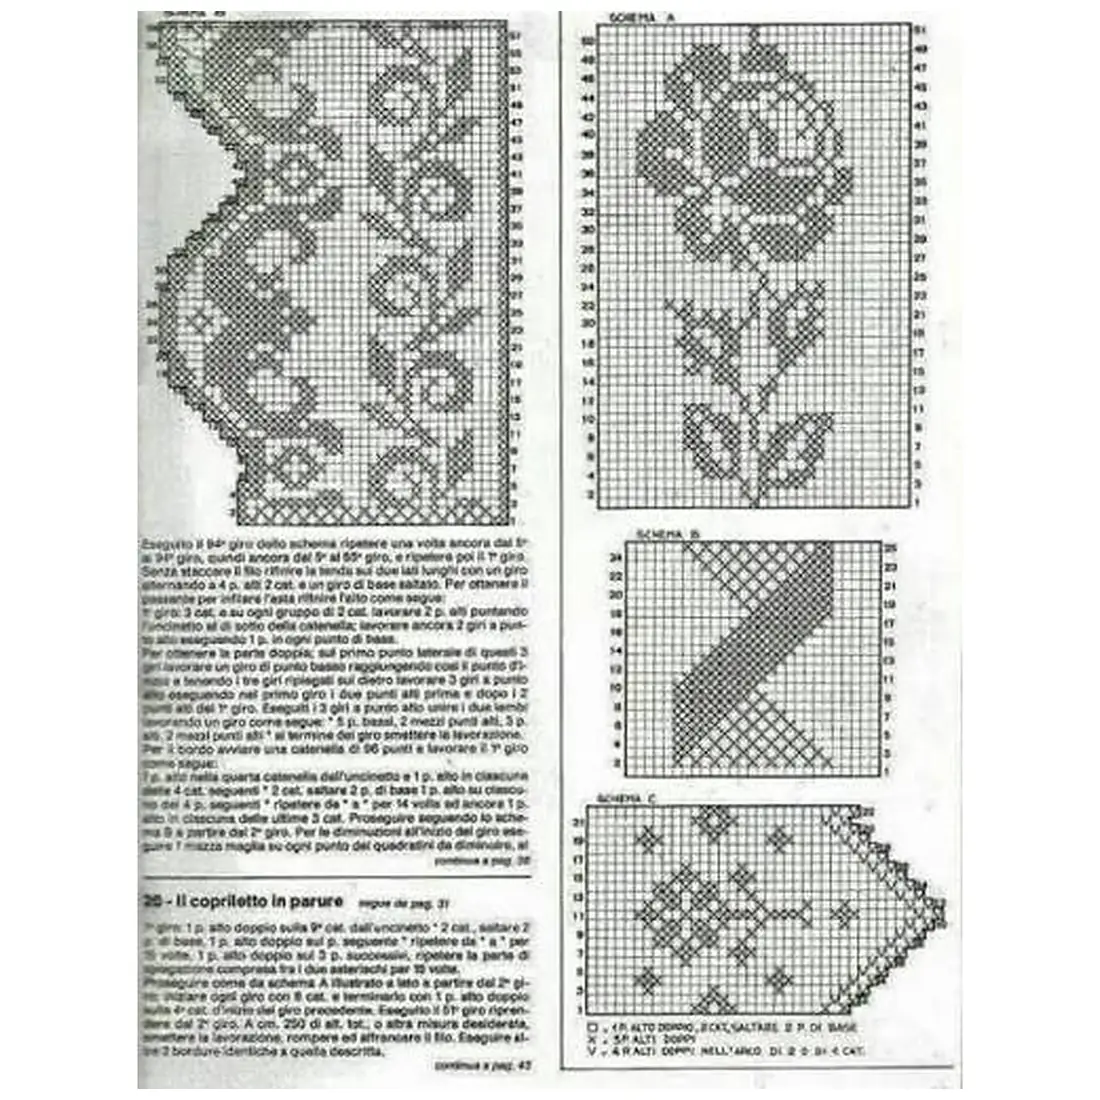 SCHEMA A
SCHEMA B
SCHEMA C
Eseguito il 94° giro dello schema ripetere una volta ancora dal 5°
al 94° giro, quindi ancora dal 5° al 55° giro, e ripetere poi il 1° giro.
Senza staccare il filo rifinire la tenda sui due lati lunghi con un giro
alternando a 4 p. alti 2 cat. e un giro di base saltato. Per ottenere il
passante per infilare l'asta rifinire l'alto come segue:
1° giro: 3 cat. e su ogni gruppo di 2 cat. lavorare 2 p. alti puntando
l'uncinetto al di sotto della catenella; lavorare ancora 2 giri a pun-
to alto eseguendo 1 p. in ogni punto di base.
Per ottenere la parte doppia, sul primo punto laterale di questi 3
giri lavorare un giro di punto basso raggiungendo così il punto d'i-
nizio e tenendo i tre giri ripiegati sul dietro lavorare 3 giri a punto
alto eseguendo nel primo giro i due punti alti prima e dopo i 2
punti alti del 1° giro. Eseguiti i 3 giri a punto alto unire i due lembi
lavorando un giro come segue: * 5 p. bassi, 2 mezzi punti alti, 3 p.
alti, 2 mezzi punti alti * al termine del giro smettere la lavorazione.
Per il bordo avviare una catenella di 96 punti e lavorare il 1° giro
come segue:
1 p. alto nella quarta catenella dall'uncinetto e 1 p. alto in ciascuna
delle 4 cat. seguenti * 2 cat. saltare 2 p. di base 1 p. alto su ciascu-
no dei 4 p. seguenti * ripetere da * a * per 14 volte ed ancora 1 p.
alto in ciascuna delle ultime 3 cat. Proseguire seguendo lo sche-
ma B a partire dal 2° giro. Per le diminuzioni all'inizio del giro ese-
guire 1 mezza maglia su ogni punto dei quadratini da diminuire, al
continua a pag.
26 - Il copriletto in parure segue da pag. 31
1° giro: 1 p. alto doppio sulla 9ª cat. dall'uncinetto * 2 cat., saltare 2
p. di base, 1 p. alto doppio sul p. seguente * ripetere da * a * per
volte, 1 p. alto doppio sui 3 p. successivi, ripetere la parte di
spiegazione compresa fra i due asterischi per 15 volte.
Proseguire come da schema A illustrato a lato a partire dal 2° gi-
ro; iniziare ogni giro con 6 cat. e terminarlo con 1 p. alto doppio
sulla 4ª cat. d'inizio del giro precedente. Eseguito il 51° giro ripren-
dere dal 2° giro. A cm. 250 di alt. tot., o altra misura desiderata,
smettere la lavorazione, rompere ed affrancare il filo. Eseguire al-
tre 2 bordure identiche a quella descritta.
continua a pag. 43
□ = 1 P. ALTO DOPPIO, 2 CAT, SALTARE 2 P. DI BASE
X = 3 P. ALTI DOPPI
V = 4 P. ALTI DOPPI NELL'ARCO DI 2 O DI 4 CAT.